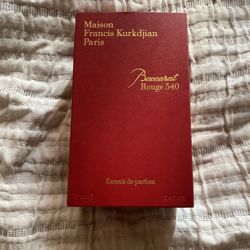 Maison
Francis Kurkdjian
Paris
Baccarat
Rouge 540
Extrait de parfum